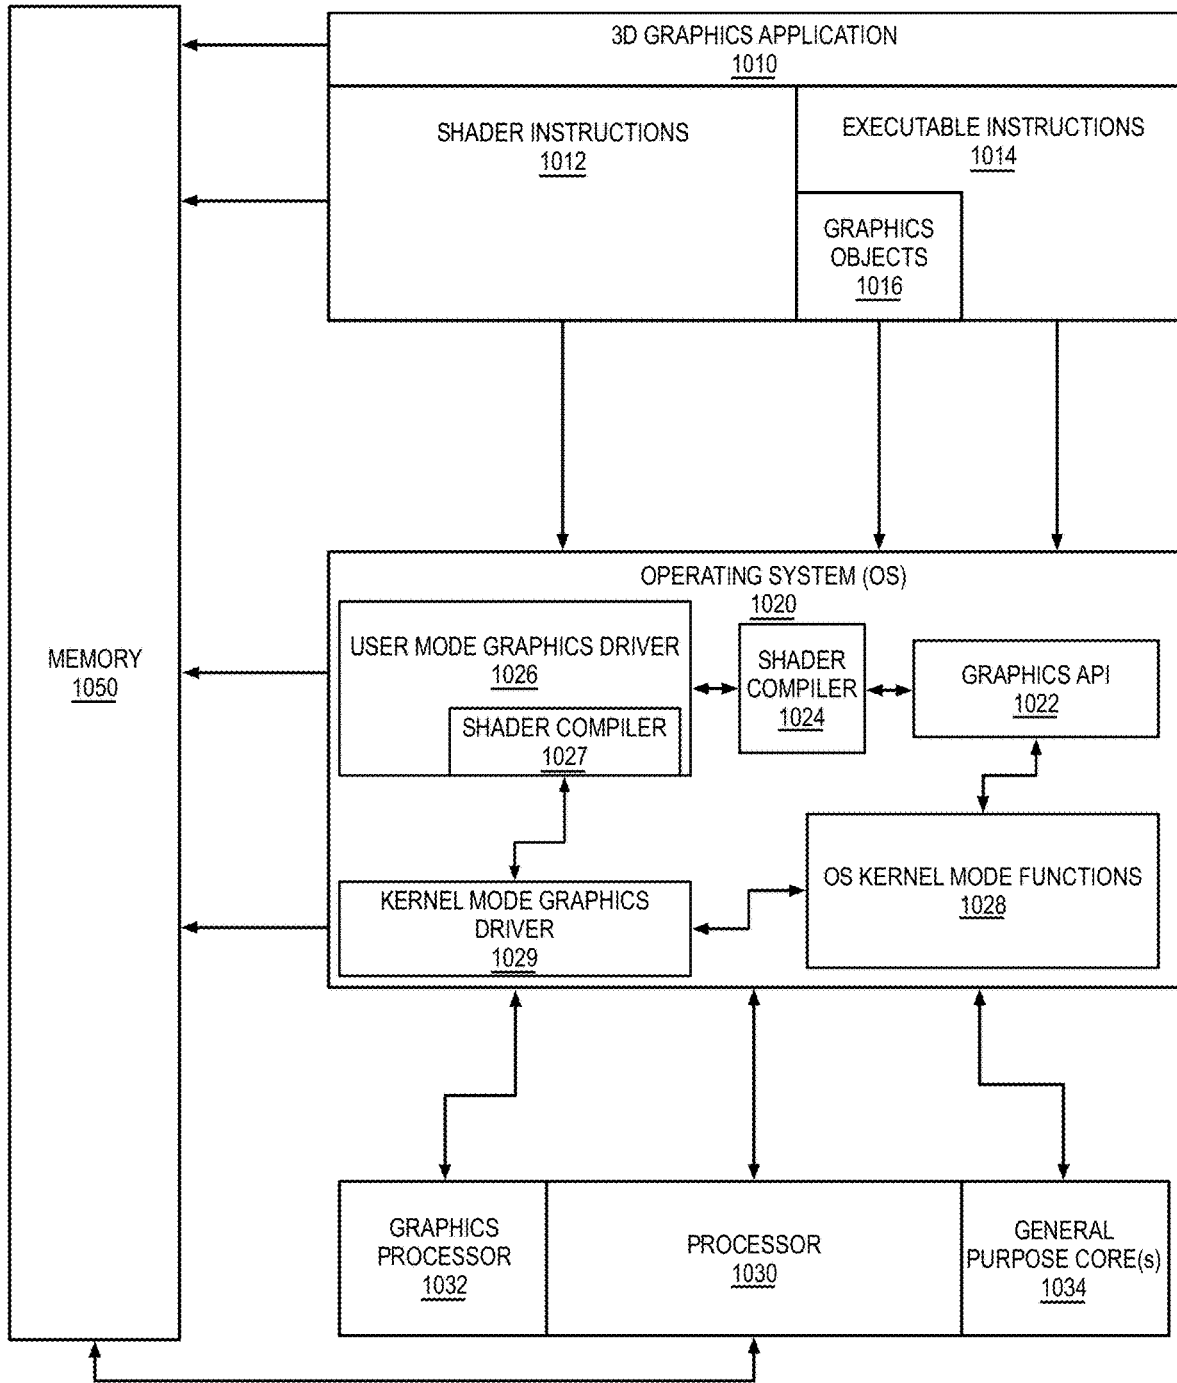 3D GRAPHICS APPLICATION
1010
SHADER INSTRUCTIONS
1012
EXECUTABLE INSTRUCTIONS
1014
GRAPHICS
OBJECTS
1016
MEMORY
1050
OPERATING SYSTEM (OS)
1020
USER MODE GRAPHICS DRIVER
1026
SHADER COMPILER
1027
SHADER
COMPILER
1024
GRAPHICS API
1022
KERNEL MODE GRAPHICS
DRIVER
1029
OS KERNEL MODE FUNCTIONS
1028
GRAPHICS
PROCESSOR
1032
PROCESSOR
1030
GENERAL
PURPOSE CORE(s)
1034